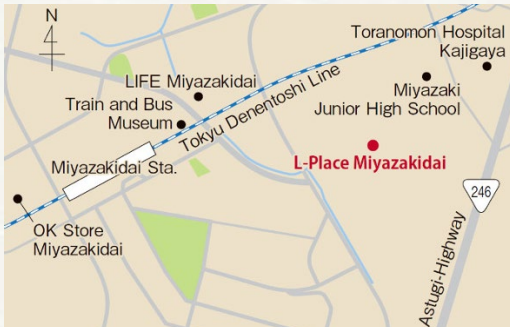 N
Toranomon Hospital
Kajigaya
LIFE Miyazakidai
Train and Bus
Museum
Tokyu Denentoshi Line
Miyazaki
Junior High School
Miyazakidai Sta.
L-Place Miyazakidai
246
OK Store
Miyazakidai
Astugi-Highway